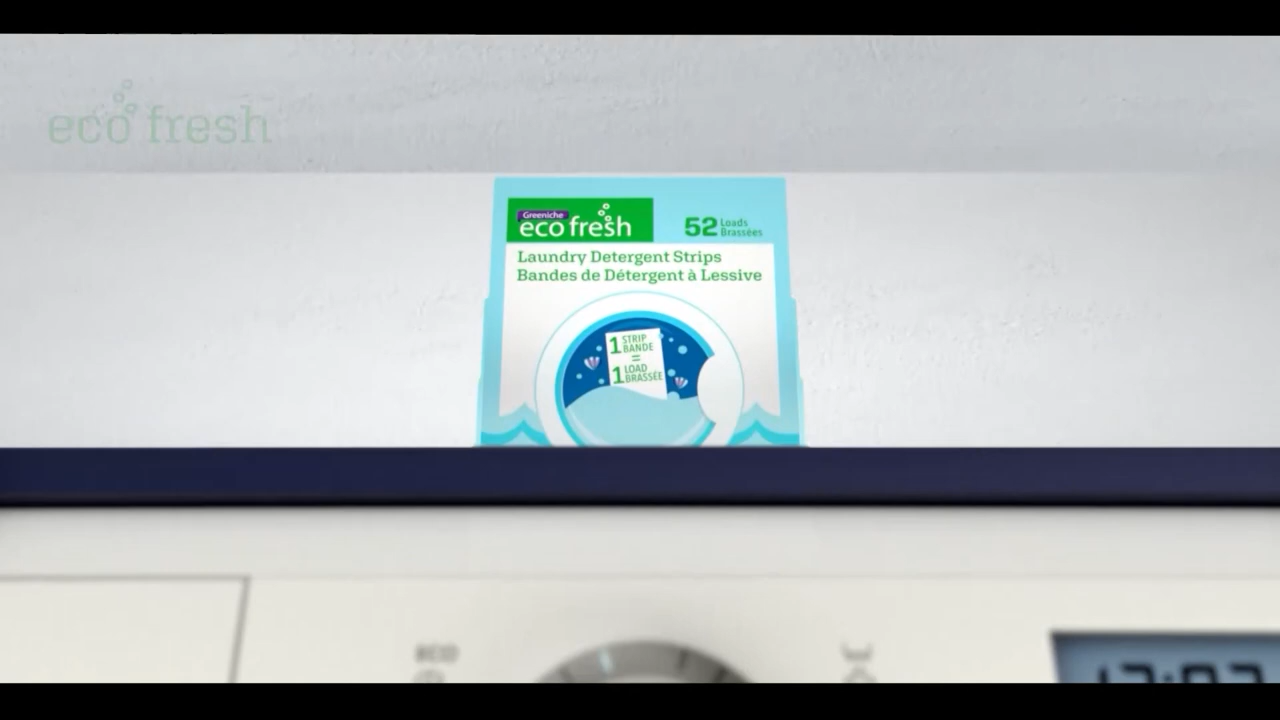 eco fresh
Greeniche
eco fresh
52 Loads
Brassées
Laundry Detergent Strips
Bandes de Détergent à Lessive
1 STRIP
BANDE
=
1 LOAD
BRASSÉE
ECO